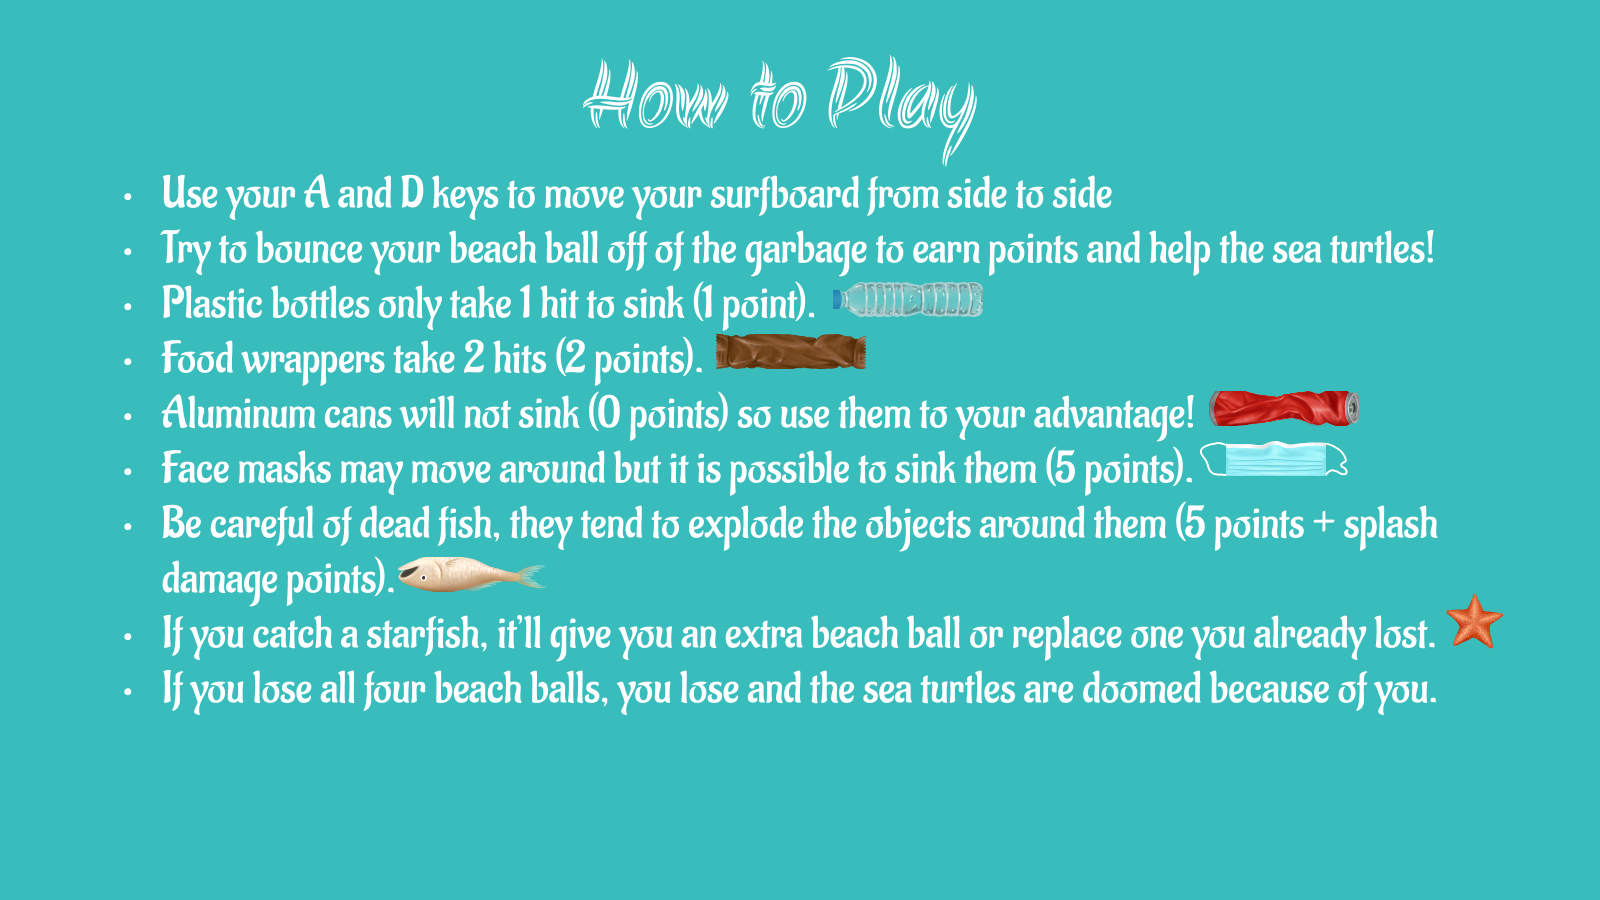 How to Play
• Use your A and D keys to move your surfboard from side to side
• Try to bounce your beach ball off of the garbage to earn points and help the sea turtles!
• Plastic bottles only take 1 hit to sink (1 point).
• Food wrappers take 2 hits (2 points).
• Aluminum cans will not sink (0 points) so use them to your advantage!
• Face masks may move around but it is possible to sink them (5 points).
• Be careful of dead fish, they tend to explode the objects around them (5 points + splash
damage points).
• If you catch a starfish, it'll give you an extra beach ball or replace one you already lost.
• If you lose all four beach balls, you lose and the sea turtles are doomed because of you.